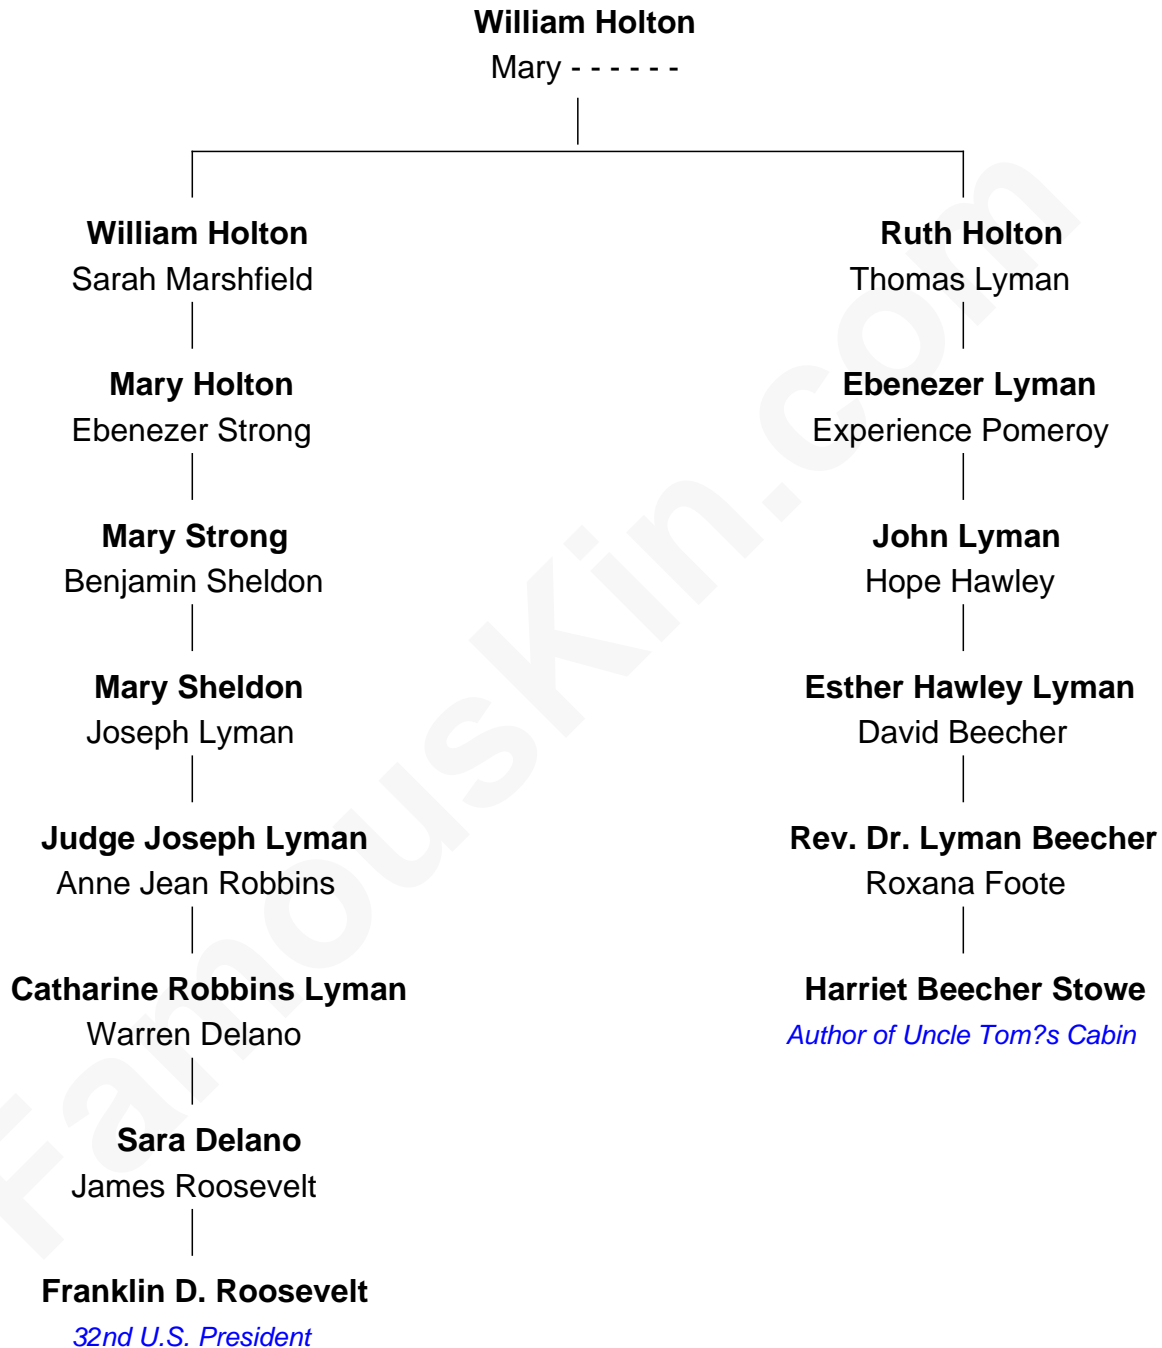 William Holton
Mary - - - - - -
William Holton
Sarah Marshfield
Mary Holton
Ebenezer Strong
Mary Strong
Benjamin Sheldon
Mary Sheldon
Joseph Lyman
Judge Joseph Lyman
Anne Jean Robbins
Catharine Robbins Lyman
Warren Delano
Sara Delano
James Roosevelt
Franklin D. Roosevelt
32nd U.S. President
Ruth Holton
Thomas Lyman
Ebenezer Lyman
Experience Pomeroy
John Lyman
Hope Hawley
Esther Hawley Lyman
David Beecher
Rev. Dr. Lyman Beecher
Roxana Foote
Harriet Beecher Stowe
Author of Uncle Tom?s Cabin
FamousKin.com